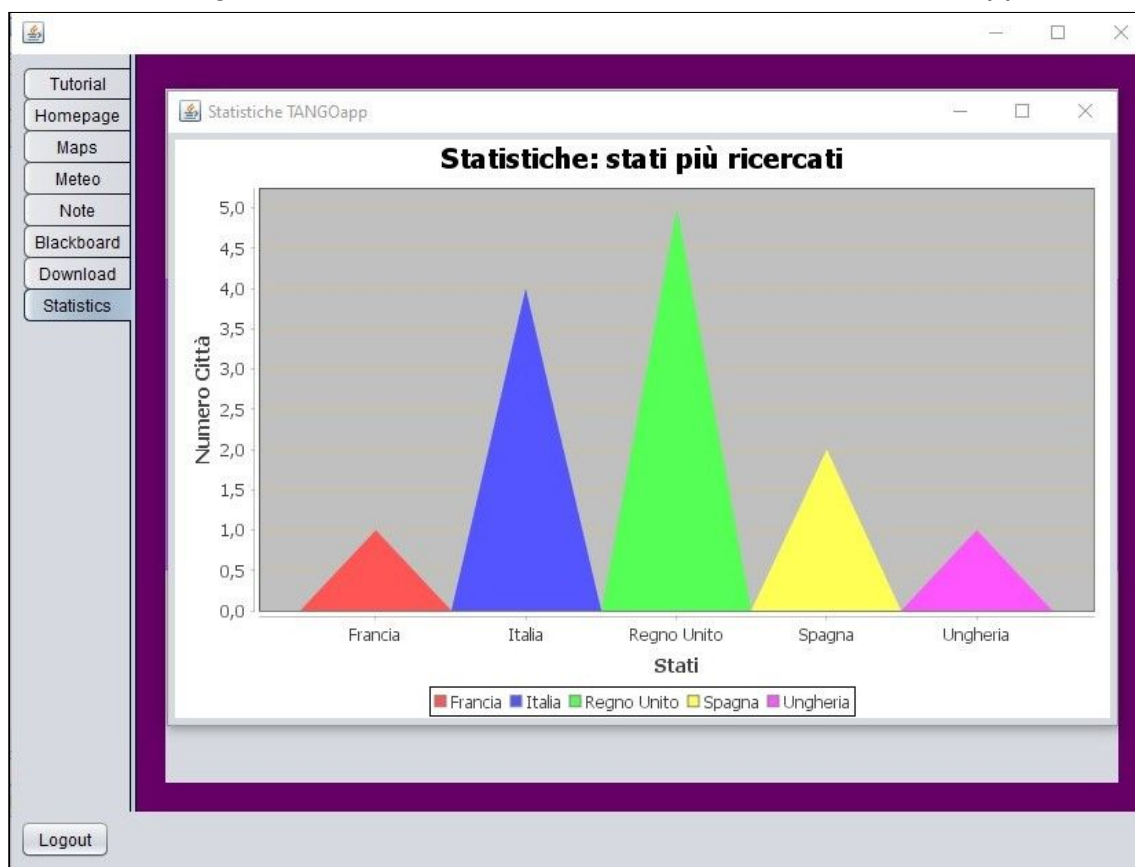 Statistiche TANGOapp
Tutorial
Homepage
Maps
Meteo
Note
Blackboard
Download
Statistics
Statistiche: stati più ricercati
Numero Città
5,0
4,5
4,0
3,5
3,0
2,5
2,0
1,5
1,0
0,5
0,0
Francia Italia Regno Unito Spagna Ungheria
Stati
Francia Italia Regno Unito Spagna Ungheria
Logout